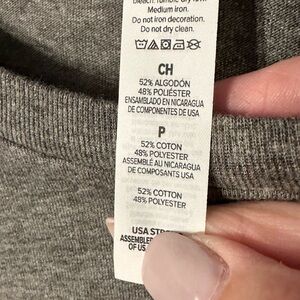 Medium iron.
Do not iron decoration.
Do not dry clean.
CH
52% ALGODÓN
48% POLIÉSTER
ENSAMBLADO EN NICARAGUA
DE COMPONENTES DE USA
P
52% COTON
48% POLYESTER
ASSEMBLÉ AU NICARAGUA
DE COMPOSANTS USA
52% COTTON
48% POLYESTER
USA
ASSEMBLED
OF USA